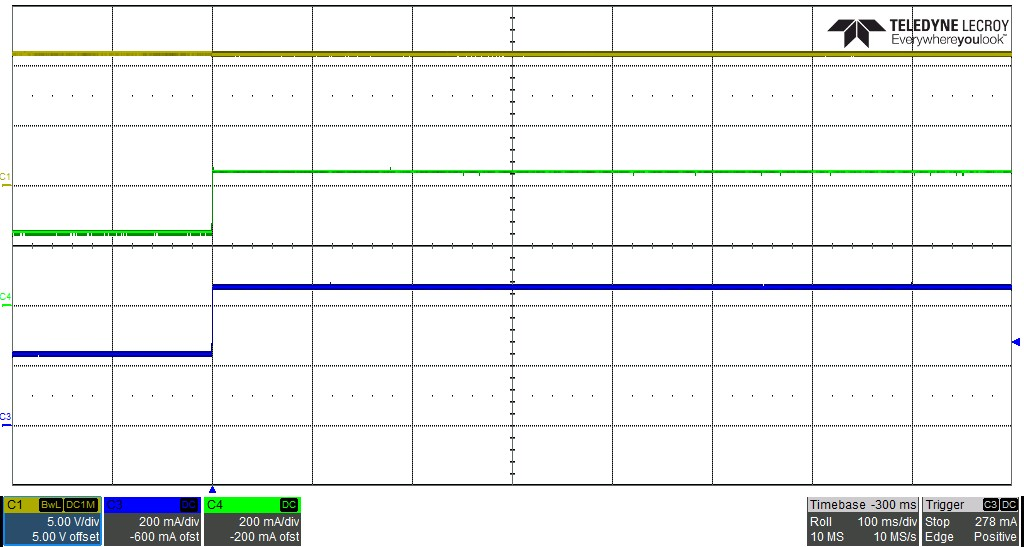 TELEDYNE LECROY
Everywhereyoulook™
C1
C4
C3
C1 BwL DC1M
5.00 V/div
5.00 V offset
C3 DC
200 mA/div
-600 mA ofst
C4 DC
200 mA/div
-200 mA ofst
Timebase -300 ms
Roll 100 ms/div
10 MS 10 MS/s
Trigger C3 DC
Stop 278 mA
Edge Positive